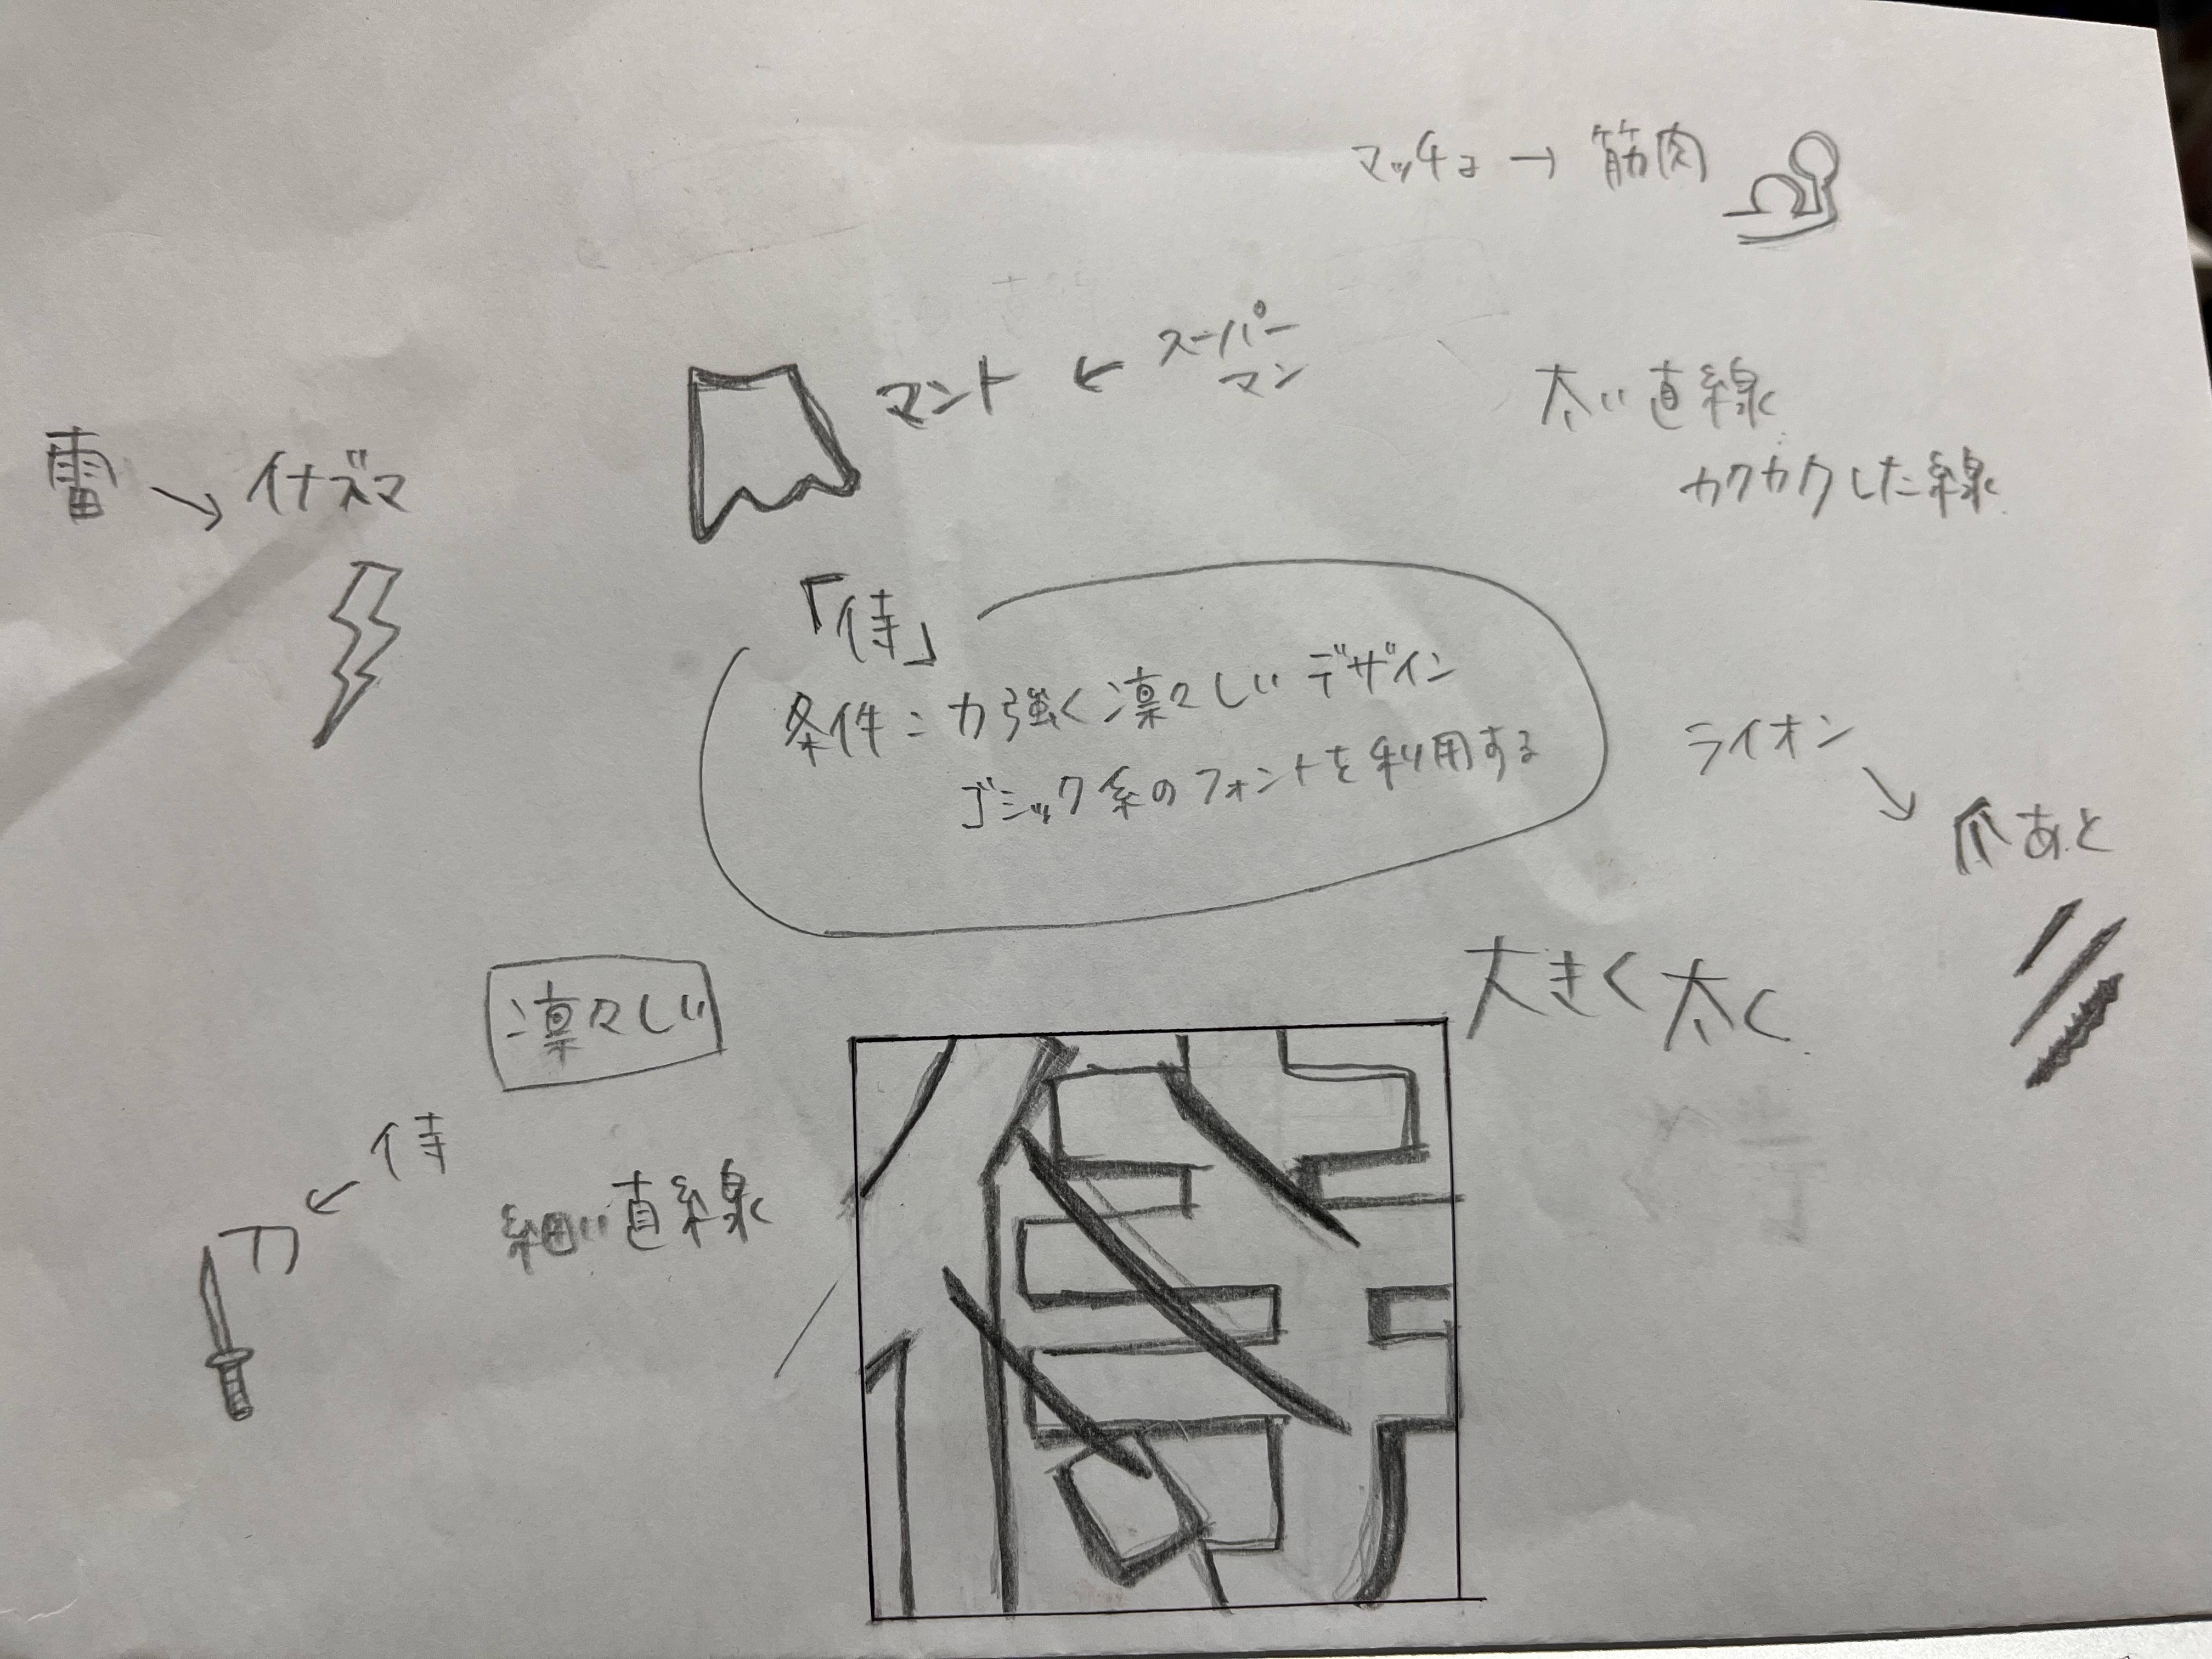 マッチョ→筋肉
マント ← スーパー
マン
太い直線
カクカクした線
雷→イナズマ
「侍」
条件：力強く凛々しいデザイン
ゴシック系のフォントを利用する
ライオン
爪あと
大きく太く
凛々しい
侍
刀
細い直線
侍